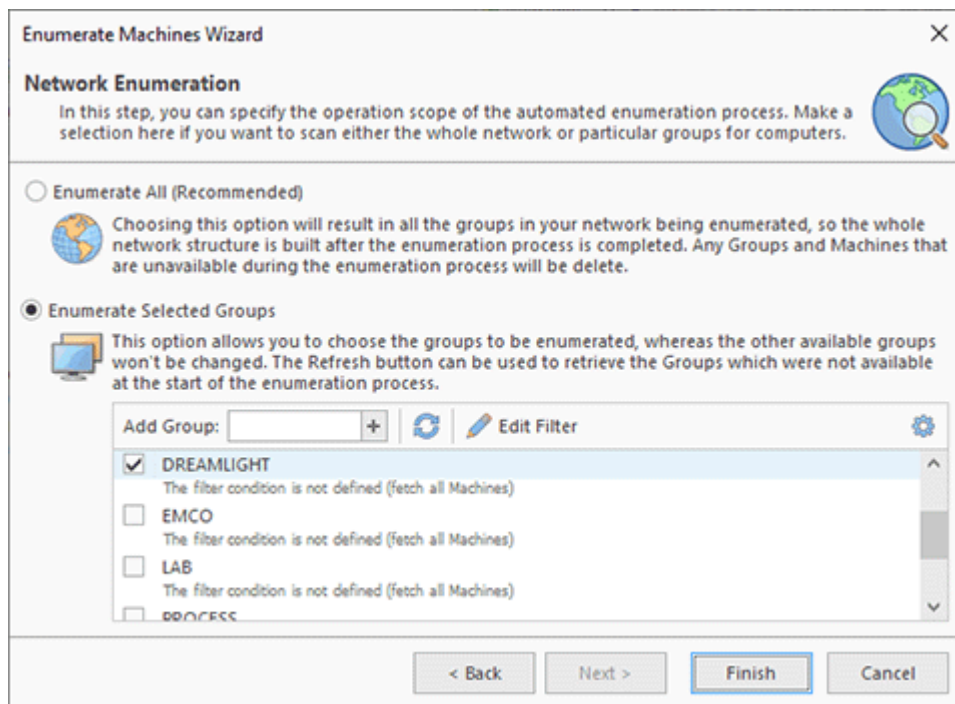 Enumerate Machines Wizard
Network Enumeration
In this step, you can specify the operation scope of the automated enumeration process. Make a
selection here if you want to scan either the whole network or particular groups for computers.
Enumerate All (Recommended)
Choosing this option will result in all the groups in your network being enumerated, so the whole
network structure is built after the enumeration process is completed. Any Groups and Machines that
are unavailable during the enumeration process will be delete.
Enumerate Selected Groups
This option allows you to choose the groups to be enumerated, whereas the other available groups
won't be changed. The Refresh button can be used to retrieve the Groups which were not available
at the start of the enumeration process.
Add Group: Edit Filter
DREAMLIGHT
The filter condition is not defined (fetch all Machines)
EMCO
The filter condition is not defined (fetch all Machines)
LAB
The filter condition is not defined (fetch all Machines)
PROCESS
< Back Next > Finish Cancel